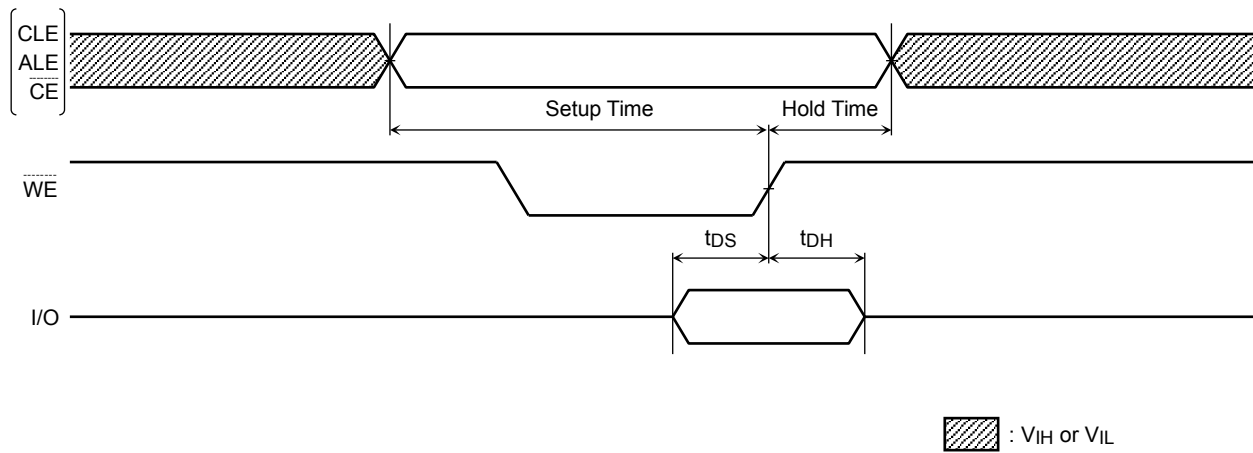 CLE
ALE
CE
Setup Time
Hold Time
WE
tDS
tDH
I/O
: VIH or VIL